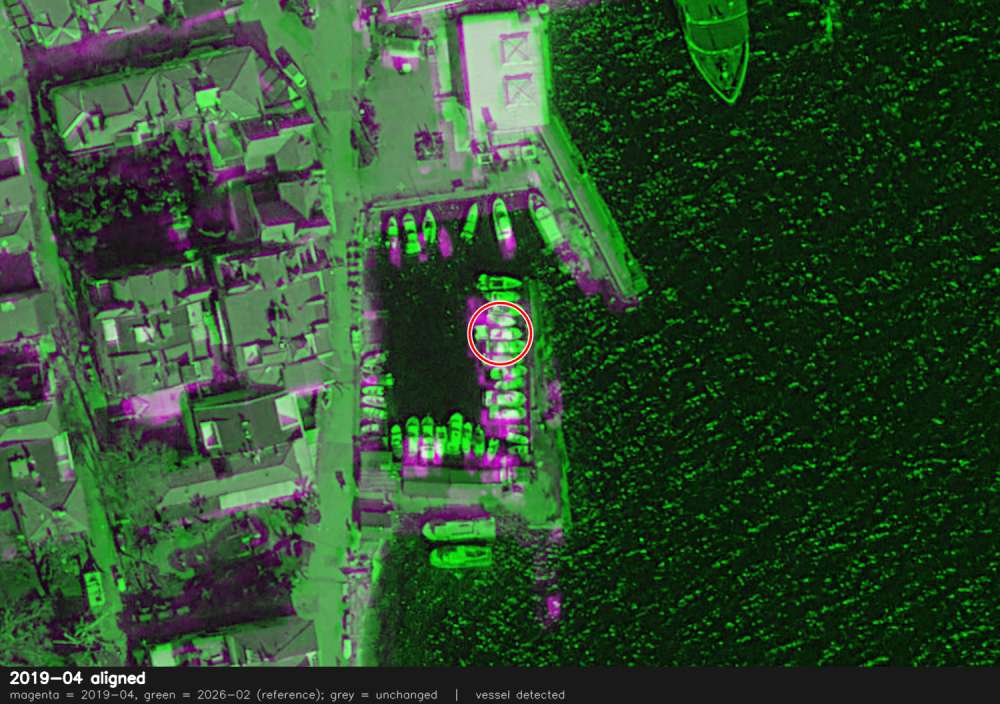 2019-04 aligned
magenta = 2019-04, green = 2026-02 (reference); grey = unchanged | vessel detected